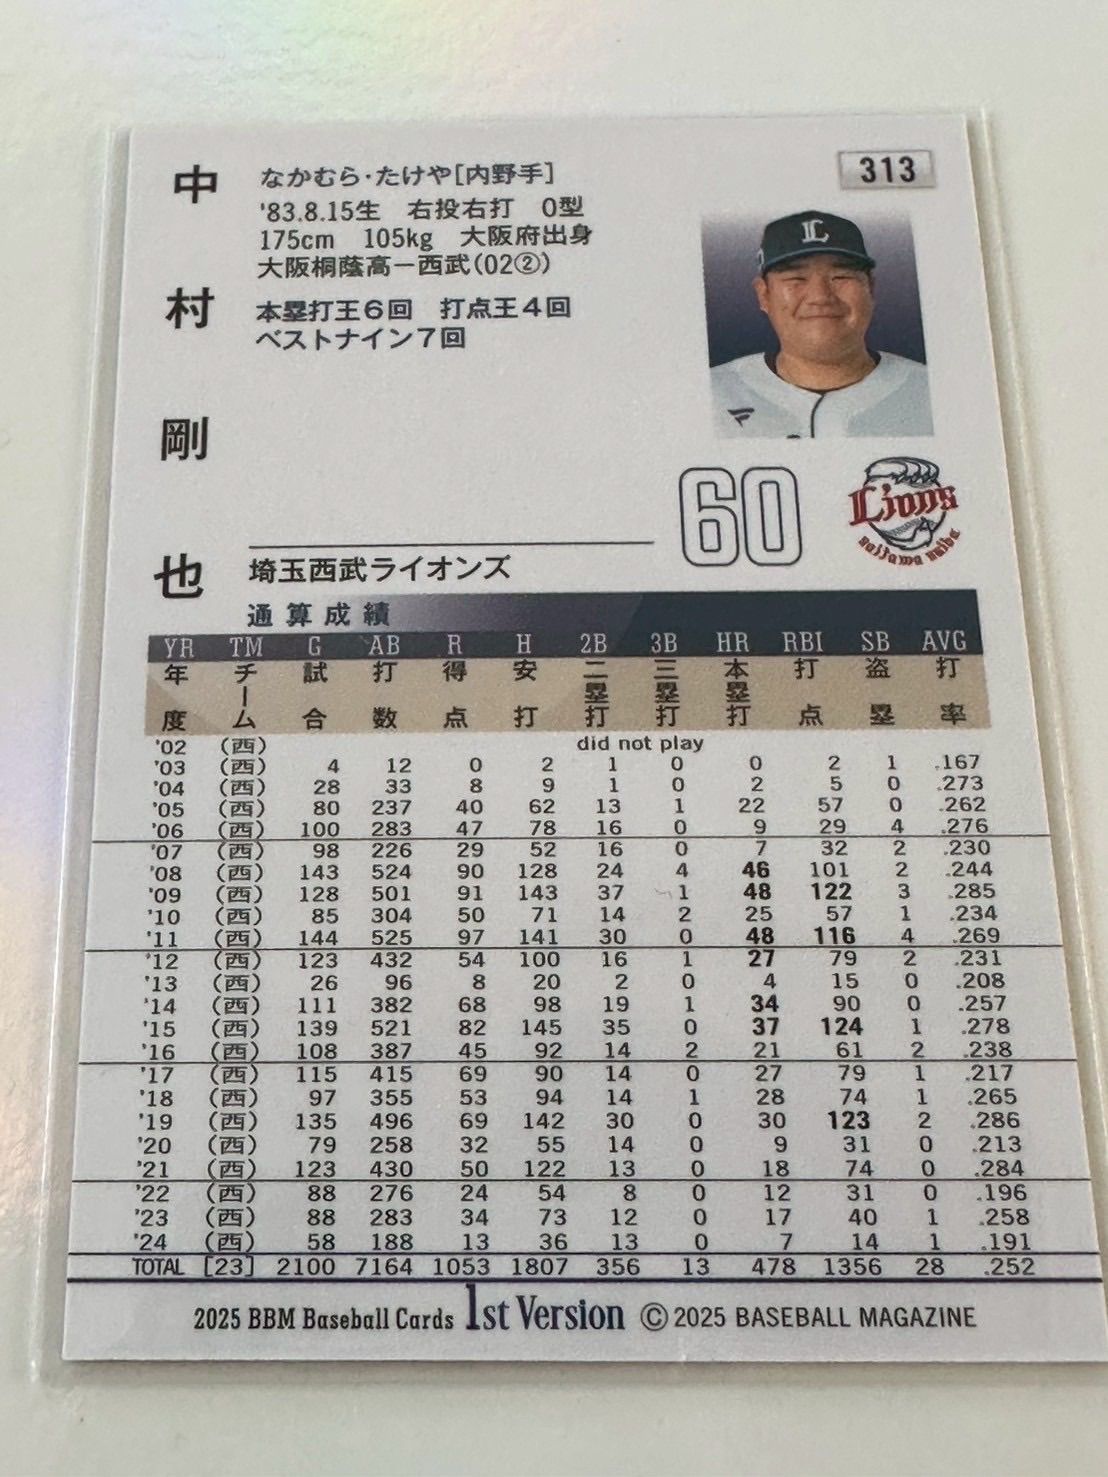 313
中村剛也
なかむら・たけや[内野手]
'83.8.15生 右投右打 O型
175cm 105kg 大阪府出身
大阪桐蔭高ー西武(02②)
本塁打王6回 打点王4回
ベストナイン7回
L
60
Lions
saitama seibu
埼玉西武ライオンズ
通算成績
YR TM G AB R H 2B 3B HR RBI SB AVG
年度 チーム 試合 打数 得点 安打 二塁打 三塁打 本塁打 打点 盗塁 打率
'02 (西) did not play
'03 (西) 4 12 0 2 1 0 0 2 1 .167
'04 (西) 28 33 8 9 1 0 2 5 0 .273
'05 (西) 80 237 40 62 13 1 22 57 0 .262
'06 (西) 100 283 47 78 16 0 9 29 4 .276
'07 (西) 98 226 29 52 16 0 7 32 2 .230
'08 (西) 143 524 90 128 24 4 46 101 2 .244
'09 (西) 128 501 91 143 37 1 48 122 3 .285
'10 (西) 85 304 50 71 14 2 25 57 1 .234
'11 (西) 144 525 97 141 30 0 48 116 4 .269
'12 (西) 123 432 54 100 16 1 27 79 2 .231
'13 (西) 26 96 8 20 2 0 4 15 0 .208
'14 (西) 111 382 68 98 19 1 34 90 0 .257
'15 (西) 139 521 82 145 35 0 37 124 1 .278
'16 (西) 108 387 45 92 14 2 21 61 2 .238
'17 (西) 115 415 69 90 14 0 27 79 1 .217
'18 (西) 97 355 53 94 14 1 28 74 1 .265
'19 (西) 135 496 69 142 30 0 30 123 2 .286
'20 (西) 79 258 32 55 14 0 9 31 0 .213
'21 (西) 123 430 50 122 13 0 18 74 0 .284
'22 (西) 88 276 24 54 8 0 12 31 0 .196
'23 (西) 88 283 34 73 12 0 17 40 1 .258
'24 (西) 58 188 13 36 13 0 7 14 1 .191
TOTAL [23] 2100 7164 1053 1807 356 13 478 1356 28 .252
2025 BBM Baseball Cards 1st Version © 2025 BASEBALL MAGAZINE